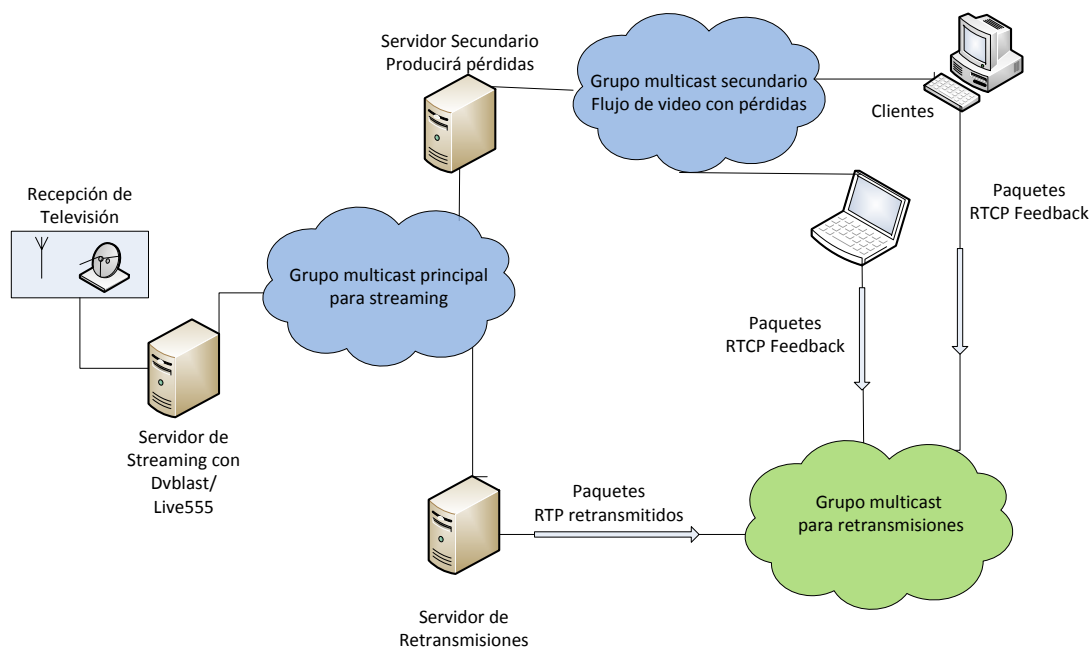 Servidor Secundario
Producirá pérdidas
Grupo multicast secundario
Flujo de video con pérdidas
Clientes
Recepción de
Televisión
Paquetes
RTCP Feedback
Grupo multicast principal
para streaming
Paquetes
RTCP Feedback
Servidor de
Streaming con
Dvblast/
Live555
Paquetes
RTP retransmitidos
Grupo multicast
para retransmisiones
Servidor de
Retransmisiones